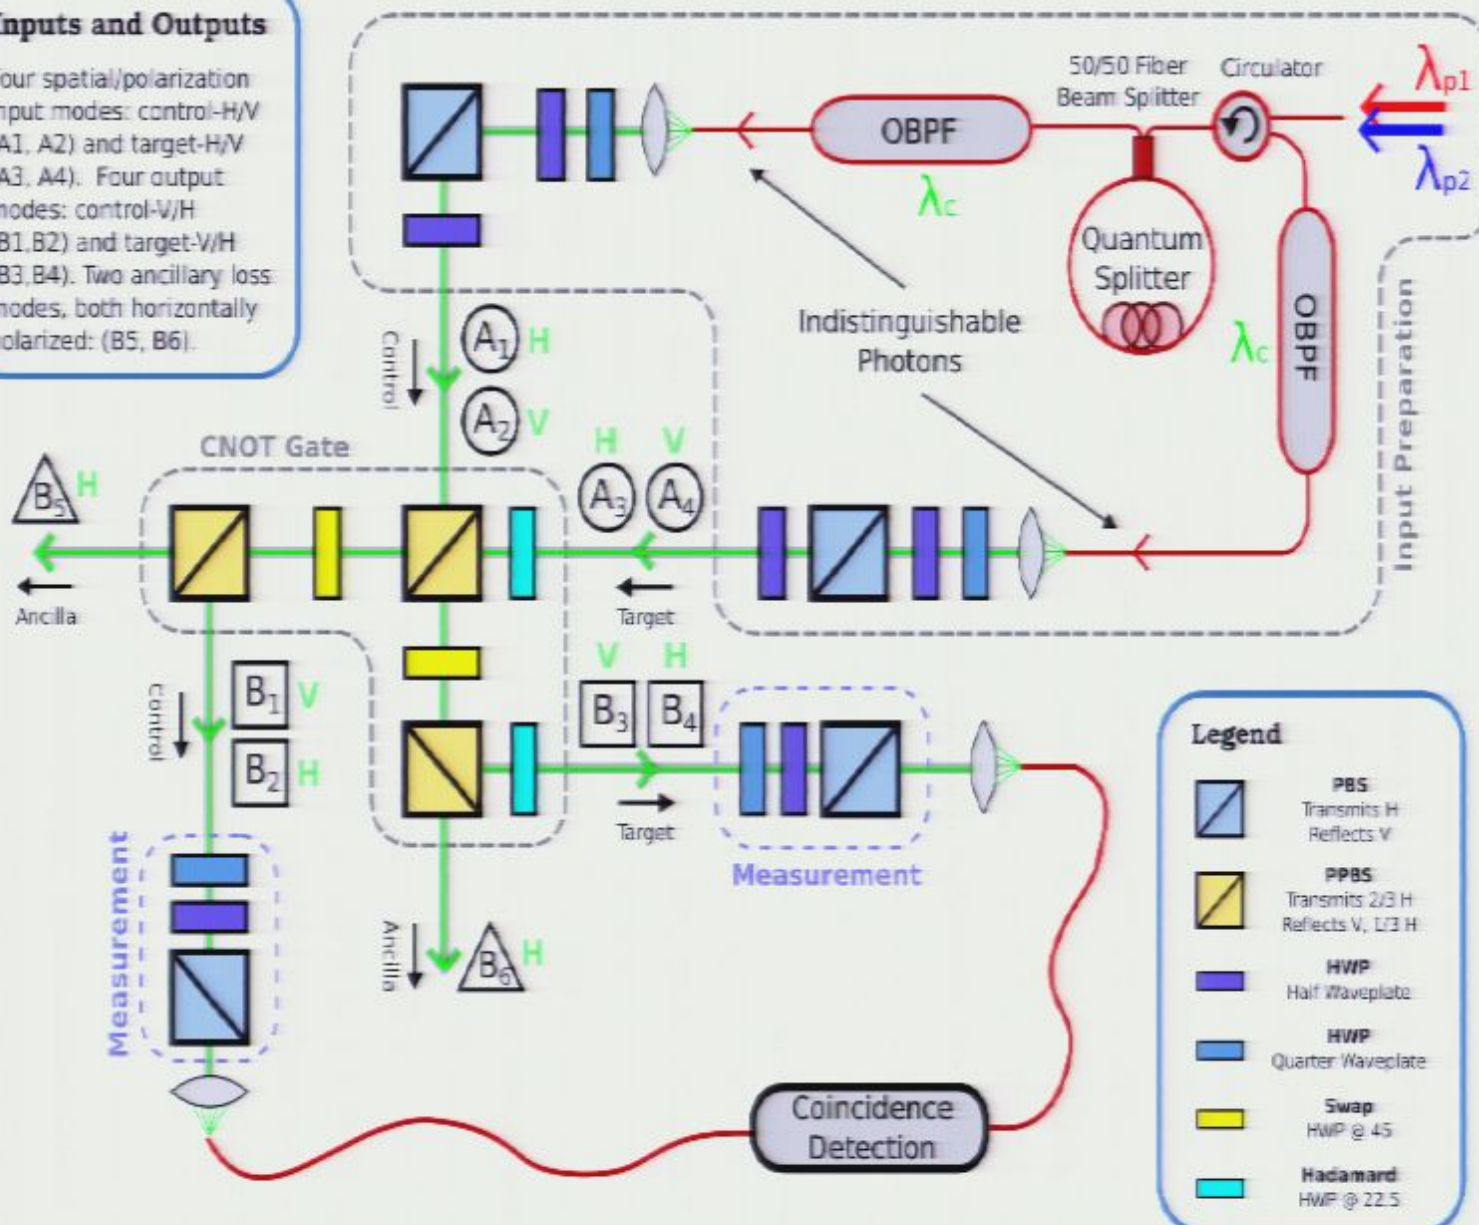 Inputs and Outputs
four spatial/polarization
nput modes: control-H/V
A1, A2) and target-H/V
A3, A4). Four output
modes: control-V/H
B1,B2) and target-V/H
B3,B4). Two ancillary loss
modes, both horizontally
polarized: (B5, B6).
50/50 Fiber
Beam Splitter
Circulator
λp1
λp2
OBPF
λc
Quantum
Splitter
OBPF
λc
Indistinguishable
Photons
Input Preparation
Control
A1 H
A2 V
CNOT Gate
H V
A3 A4
B5 H
Ancilla
Target
V H
B3 B4
Target
Control
B1 V
B2 H
Measurement
Measurement
Ancilla
B6 H
Coincidence
Detection
Legend
PBS
Transmits H
Reflects V
PPBS
Transmits 2/3 H
Reflects V, 1/3 H
HWP
Half Waveplate
HWP
Quarter Waveplate
Swap
HWP @ 45
Hadamard
HWP @ 22.5